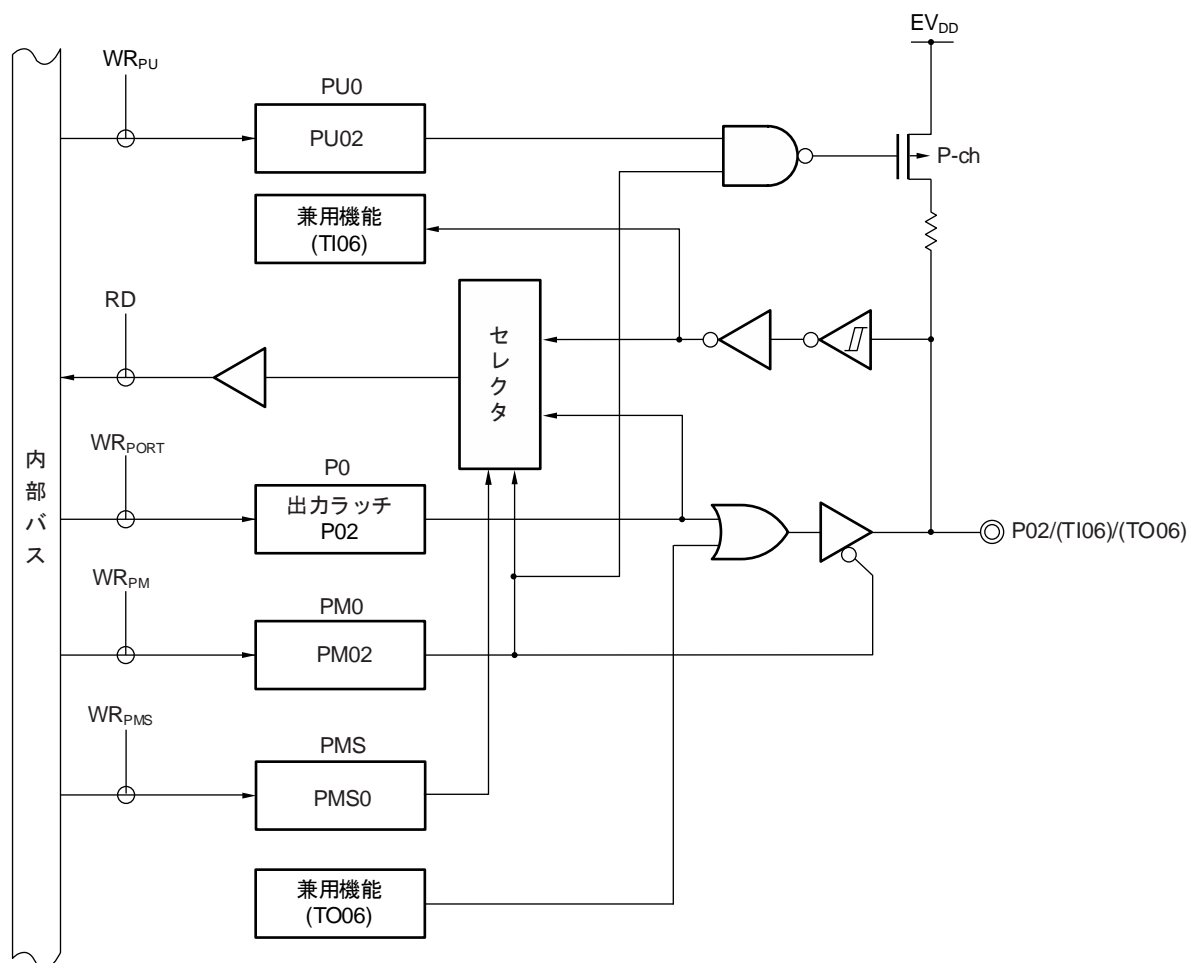 EVDD
WRPU
PU0
PU02
P-ch
兼用機能
(TI06)
RD
セレクタ
WRPORT
P0
内部バス
出力ラッチ
P02
P02/(TI06)/(TO06)
WRPM
PM0
PM02
WRPMS
PMS
PMS0
兼用機能
(TO06)